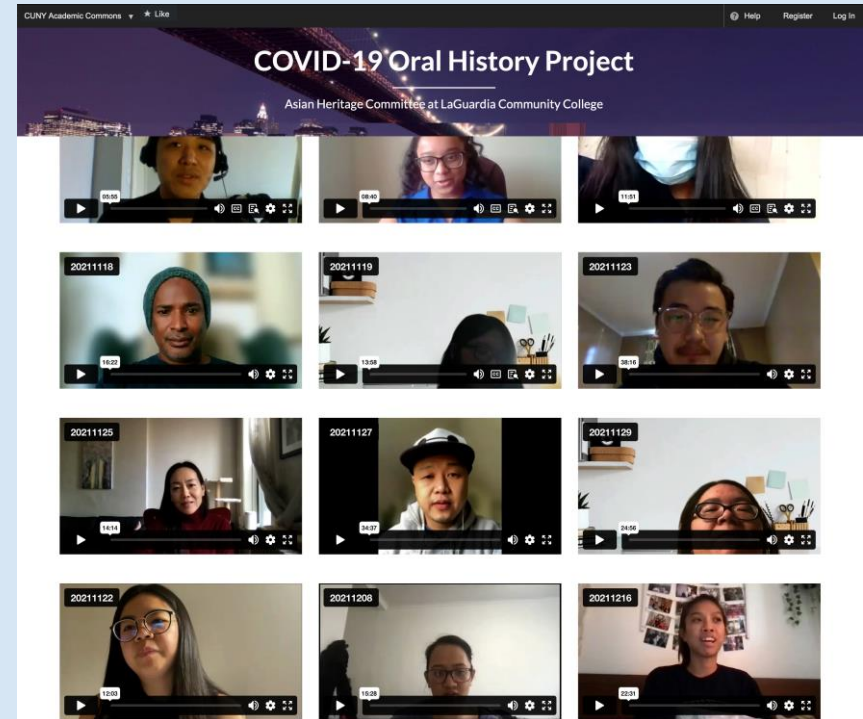 CUNY Academic Commons ▾ ★ Like Help Register Log In
COVID-19 Oral History Project
Asian Heritage Committee at LaGuardia Community College
05:55 08:40 11:51
20211118 20211119 20211123
16:22 13:58 38:16
20211125 20211127 20211129
14:14 34:37 24:56
20211122 20211208 20211216
12:03 15:28 22:31